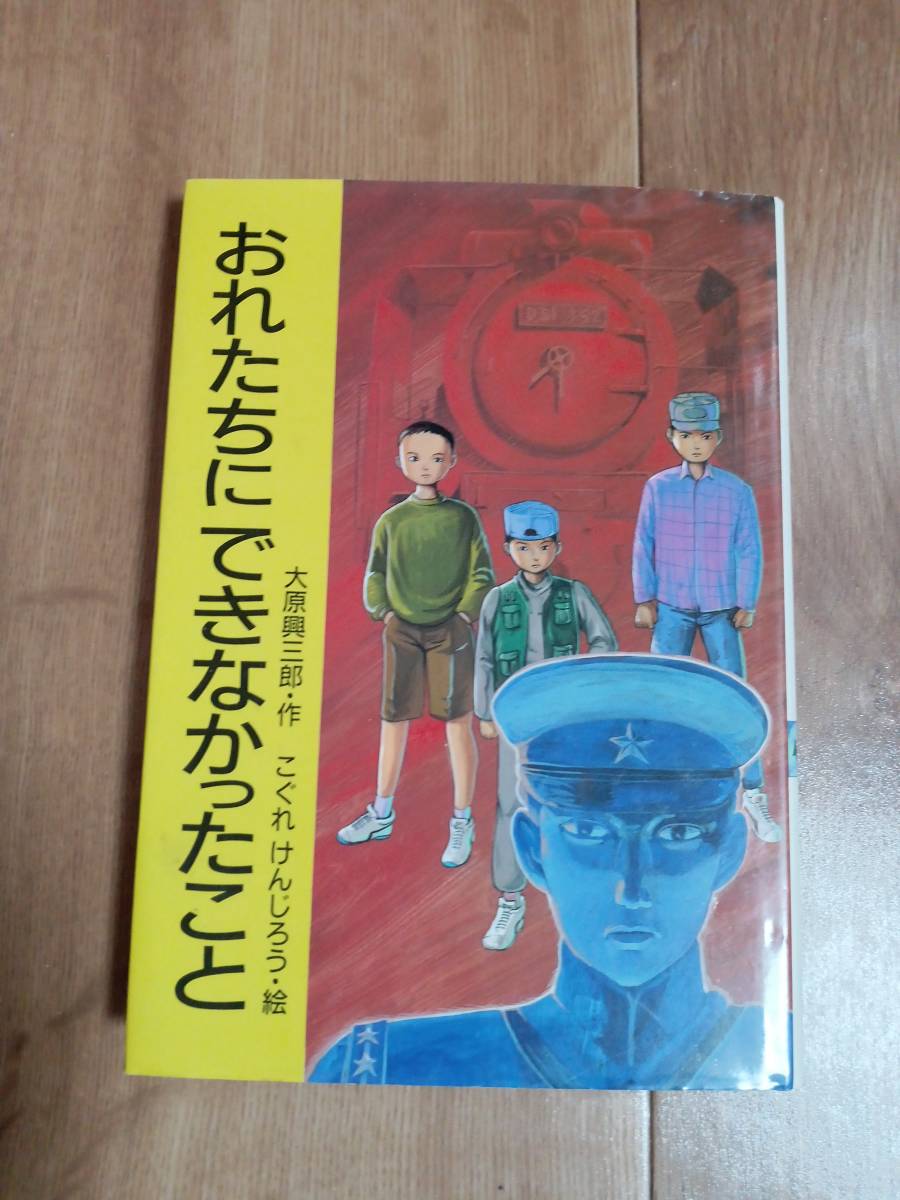 おれたちにできなかったこと
大原興三郎・作 こぐれけんじろう・絵